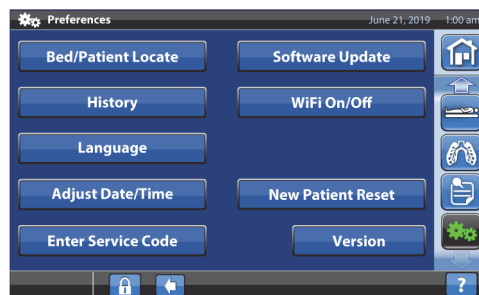 Preferences
June 21, 2019 1:00 am
Bed/Patient Locate
Software Update
History
WiFi On/Off
Language
Adjust Date/Time
New Patient Reset
Enter Service Code
Version
?